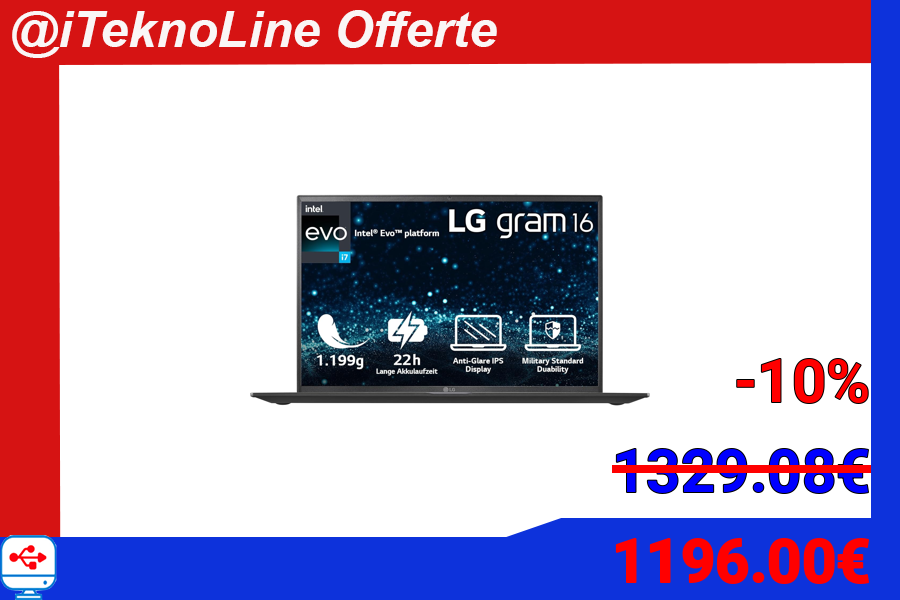 @iTeknoLine Offerte
intel
evo
i7
Intel® Evo™ platform
LG gram 16
1.199g
22h
Lange Akkulaufzeit
Anti-Glare IPS
Display
Military Standard
Duability
LG
-10%
1329.08€
1196.00€